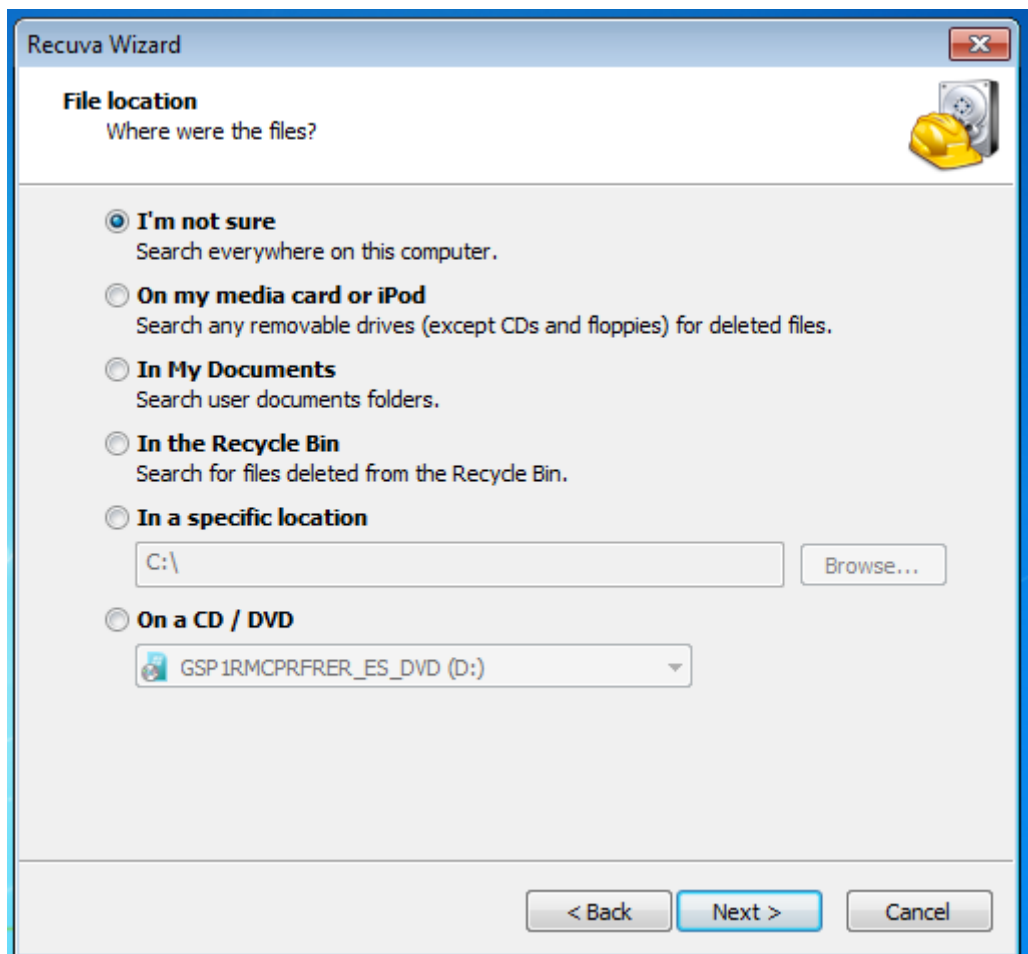 Recuva Wizard
File location
Where were the files?
I'm not sure
Search everywhere on this computer.
On my media card or iPod
Search any removable drives (except CDs and floppies) for deleted files.
In My Documents
Search user documents folders.
In the Recycle Bin
Search for files deleted from the Recycle Bin.
In a specific location
C:\
Browse...
On a CD / DVD
GSP1RMCPRFRER_ES_DVD (D:)
< Back
Next >
Cancel